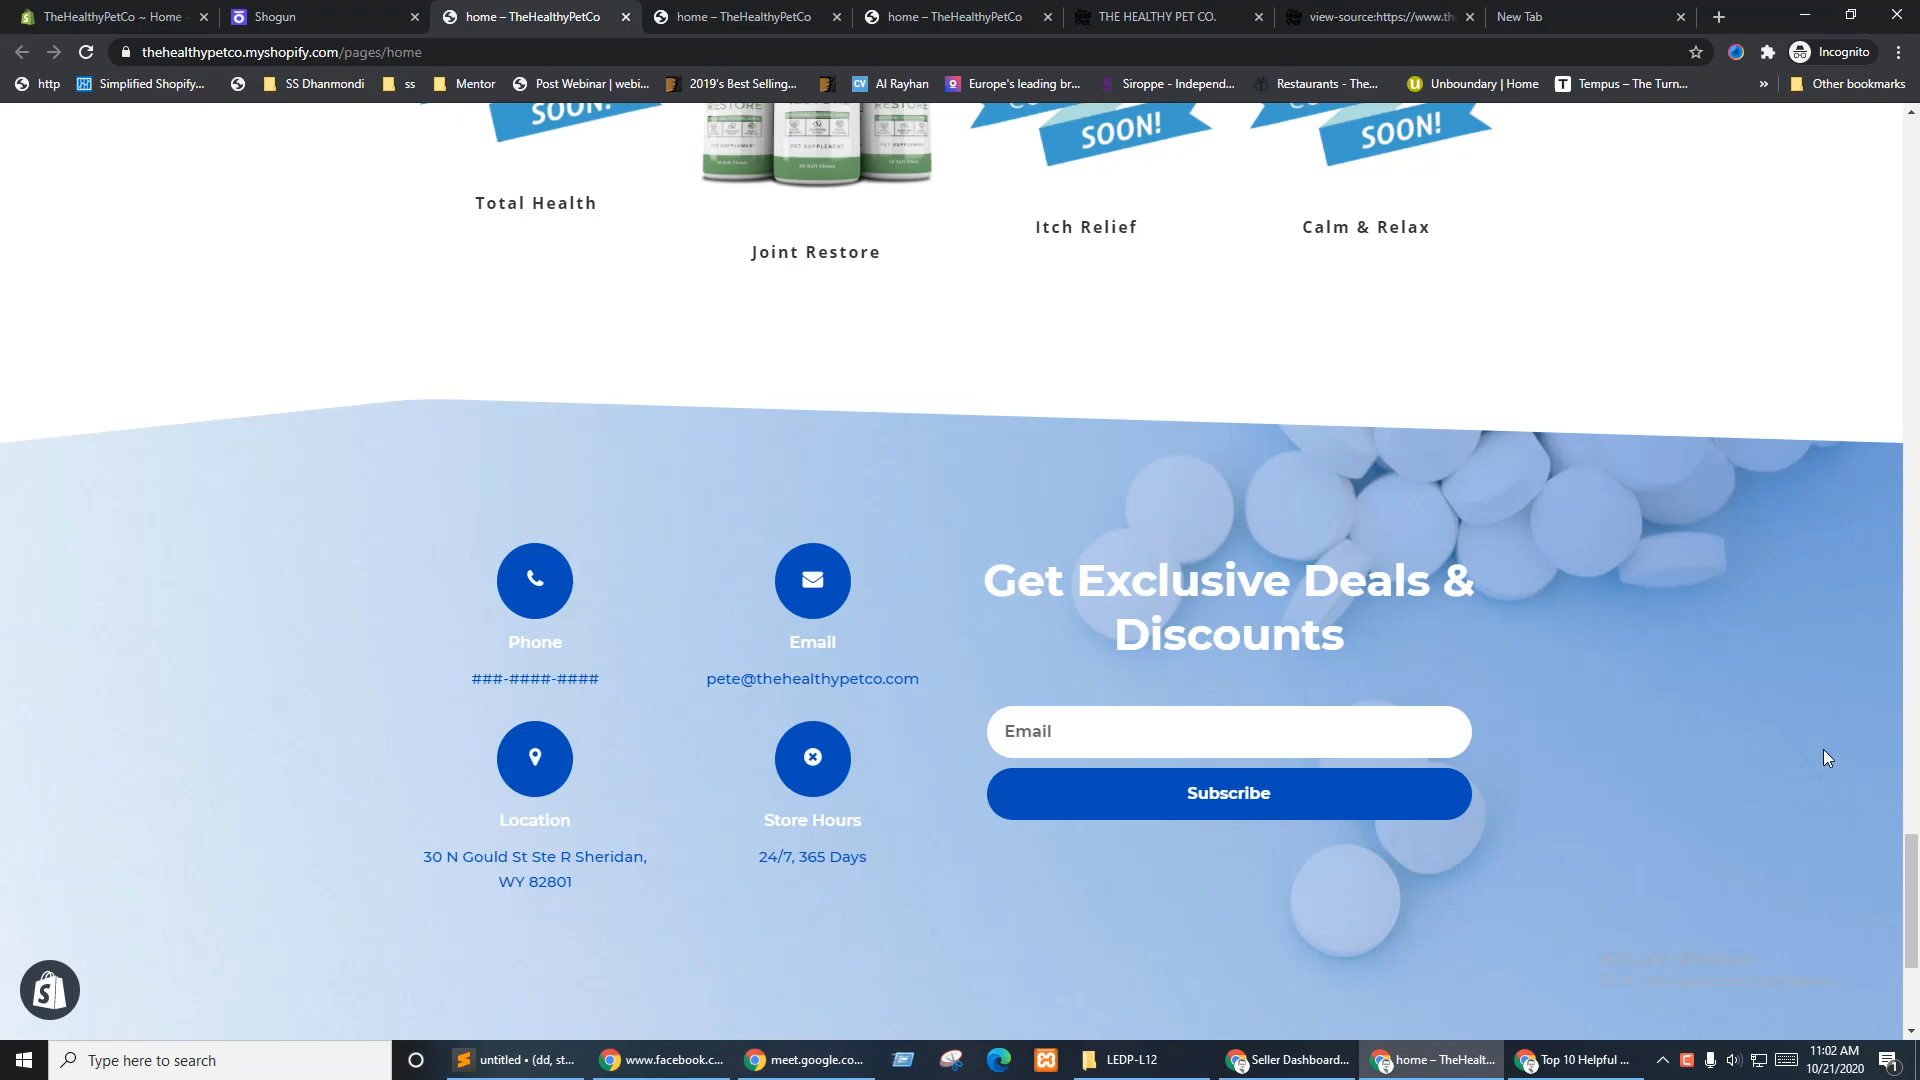 TheHealthyPetCo ~ Home
Shogun
home – TheHealthyPetCo
home – TheHealthyPetCo
home – TheHealthyPetCo
THE HEALTHY PET CO.
view-source:https://www.th
New Tab
thehealthypetco.myshopify.com/pages/home
Incognito
http
Simplified Shopify...
SS Dhanmondi
ss
Mentor
Post Webinar | webi...
2019's Best Selling...
CV
Al Rayhan
Europe's leading br...
Siroppe - Independ...
Restaurants - The...
Unboundary | Home
Tempus – The Turn...
»
Other bookmarks
SOON!
RESTORE
RESTORE
PET SUPPLEMENT
SOON!
SOON!
Total Health
Joint Restore
Itch Relief
Calm & Relax
Phone
###-####-####
Email
pete@thehealthypetco.com
Location
30 N Gould St Ste R Sheridan,
WY 82801
Store Hours
24/7, 365 Days
Get Exclusive Deals &
Discounts
Email
Subscribe
Type here to search
untitled • (dd, st...
www.facebook.c...
meet.google.co...
LEDP-L12
Seller Dashboard...
home – TheHealt...
Top 10 Helpful ...
11:02 AM
10/21/2020
1